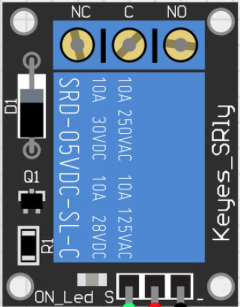 NC C NO
D1
SRD-05VDC-SL-C
10A 30VDC 10A 28VDC
10A 250VAC 10A 125VAC
Keyes_SR1y
Q1
R1
ON_Led S